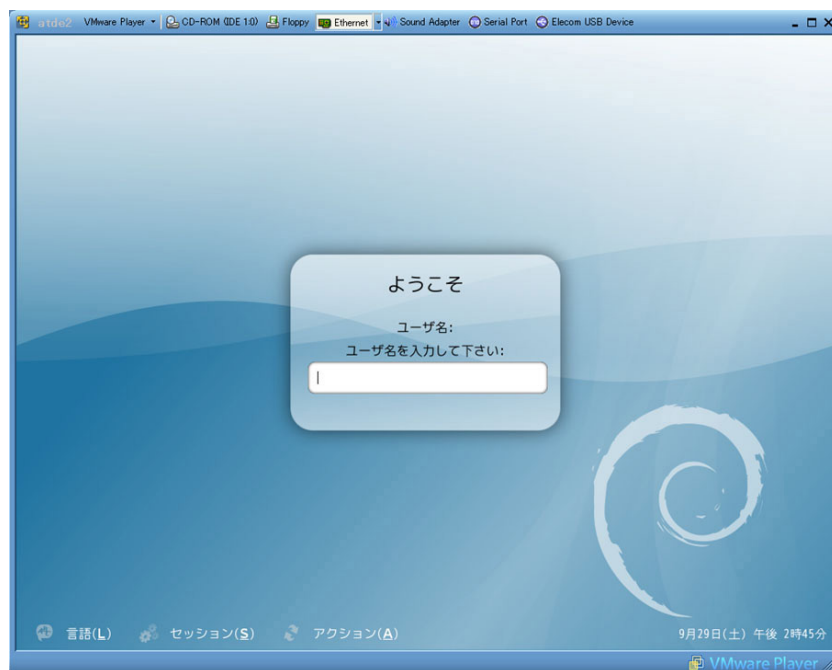 atde2 VMware Player CD-ROM (IDE 1:0) Floppy Ethernet Sound Adapter Serial Port Elecom USB Device
ようこそ
ユーザ名:
ユーザ名を入力して下さい:
言語(L) セッション(S) アクション(A) 9月29日(土) 午後 2時45分
VMware Player